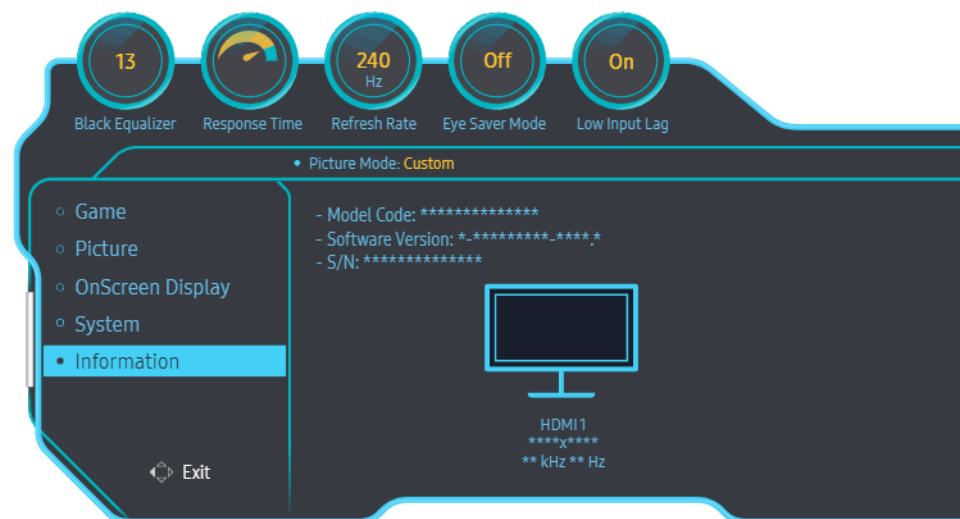 13
240
Hz
Off
On
Black Equalizer
Response Time
Refresh Rate
Eye Saver Mode
Low Input Lag
• Picture Mode: Custom
Game
Picture
OnScreen Display
System
Information
- Model Code: **************
- Software Version: *-*********-****.*
- S/N: **************
HDMI 1
****x****
** kHz ** Hz
Exit